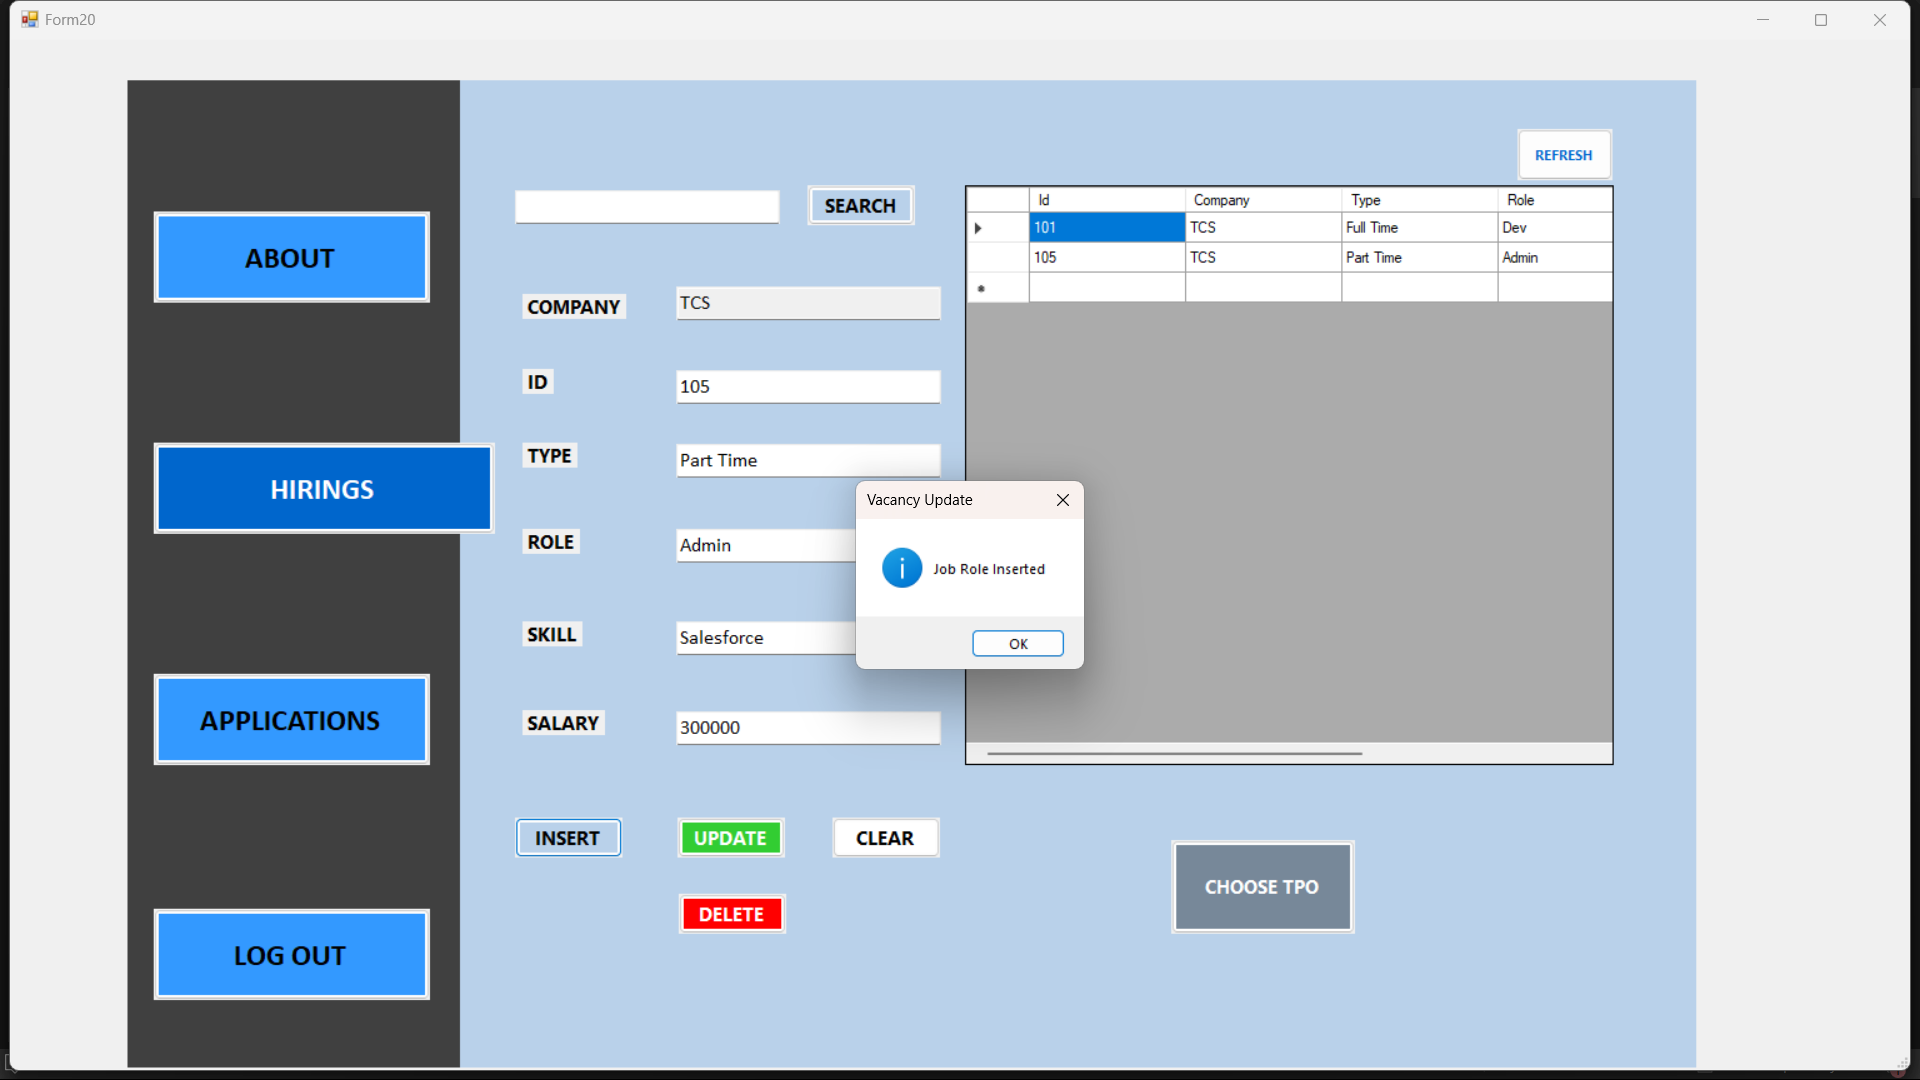 Form20
REFRESH
SEARCH
Id Company Type Role
101 TCS Full Time Dev
105 TCS Part Time Admin
ABOUT
COMPANY TCS
ID 105
TYPE Part Time
HIRINGS
Vacancy Update
ROLE Admin
Job Role Inserted
SKILL Salesforce
OK
APPLICATIONS
SALARY 300000
INSERT UPDATE CLEAR
CHOOSE TPO
DELETE
LOG OUT